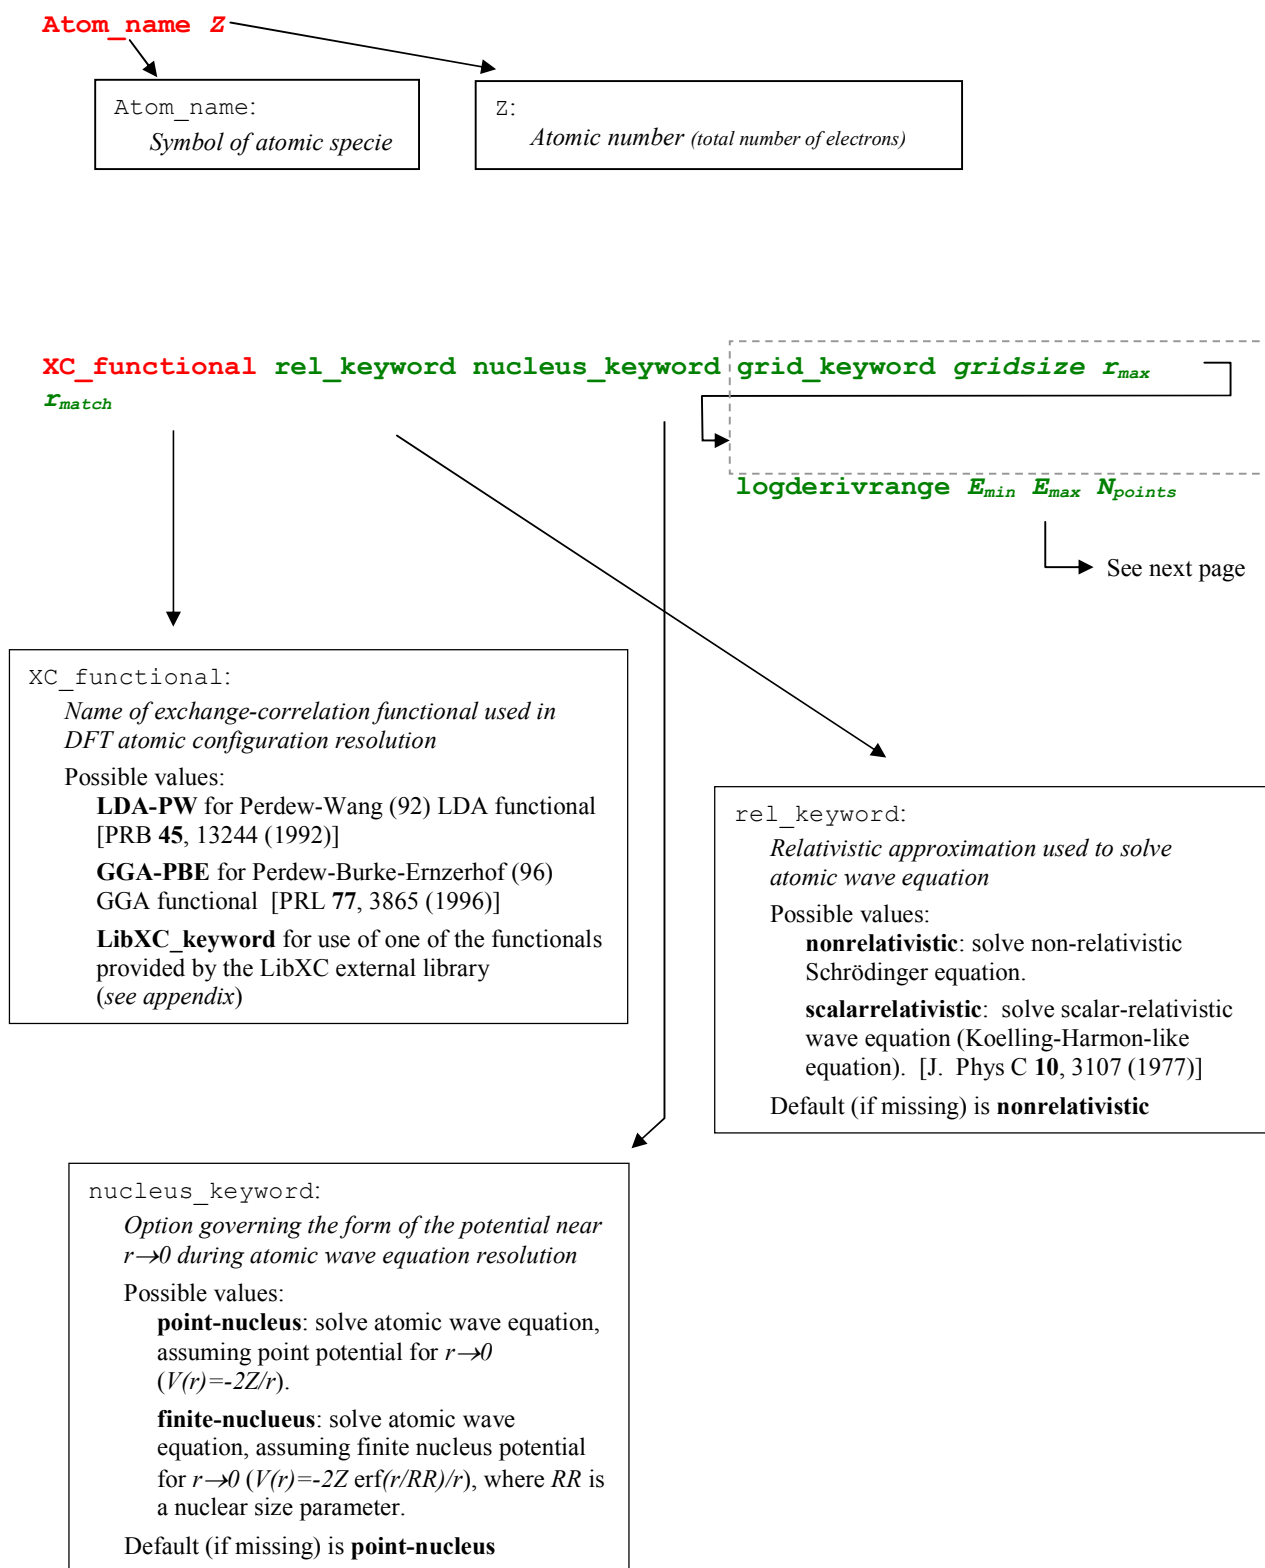 Atom_name Z
Atom_name:
Symbol of atomic specie
Z:
Atomic number (total number of electrons)
XC_functional rel_keyword nucleus_keyword grid_keyword gridsize rmax
rmatch
logderivrange Emin Emax Npoints
See next page
XC_functional:
Name of exchange-correlation functional used in
DFT atomic configuration resolution
Possible values:
LDA-PW for Perdew-Wang (92) LDA functional
[PRB 45, 13244 (1992)]
GGA-PBE for Perdew-Burke-Ernzerhof (96)
GGA functional [PRL 77, 3865 (1996)]
LibXC_keyword for use of one of the functionals
provided by the LibXC external library
(see appendix)
rel_keyword:
Relativistic approximation used to solve
atomic wave equation
Possible values:
nonrelativistic: solve non-relativistic
Schrödinger equation.
scalarrelativistic: solve scalar-relativistic
wave equation (Koelling-Harmon-like
equation). [J. Phys C 10, 3107 (1977)]
Default (if missing) is nonrelativistic
nucleus_keyword:
Option governing the form of the potential near
r→0 during atomic wave equation resolution
Possible values:
point-nucleus: solve atomic wave equation,
assuming point potential for r→0
(V(r)=-2Z/r).
finite-nuclueus: solve atomic wave
equation, assuming finite nucleus potential
for r→0 (V(r)=-2Z erf(r/RR)/r), where RR is
a nuclear size parameter.
Default (if missing) is point-nucleus